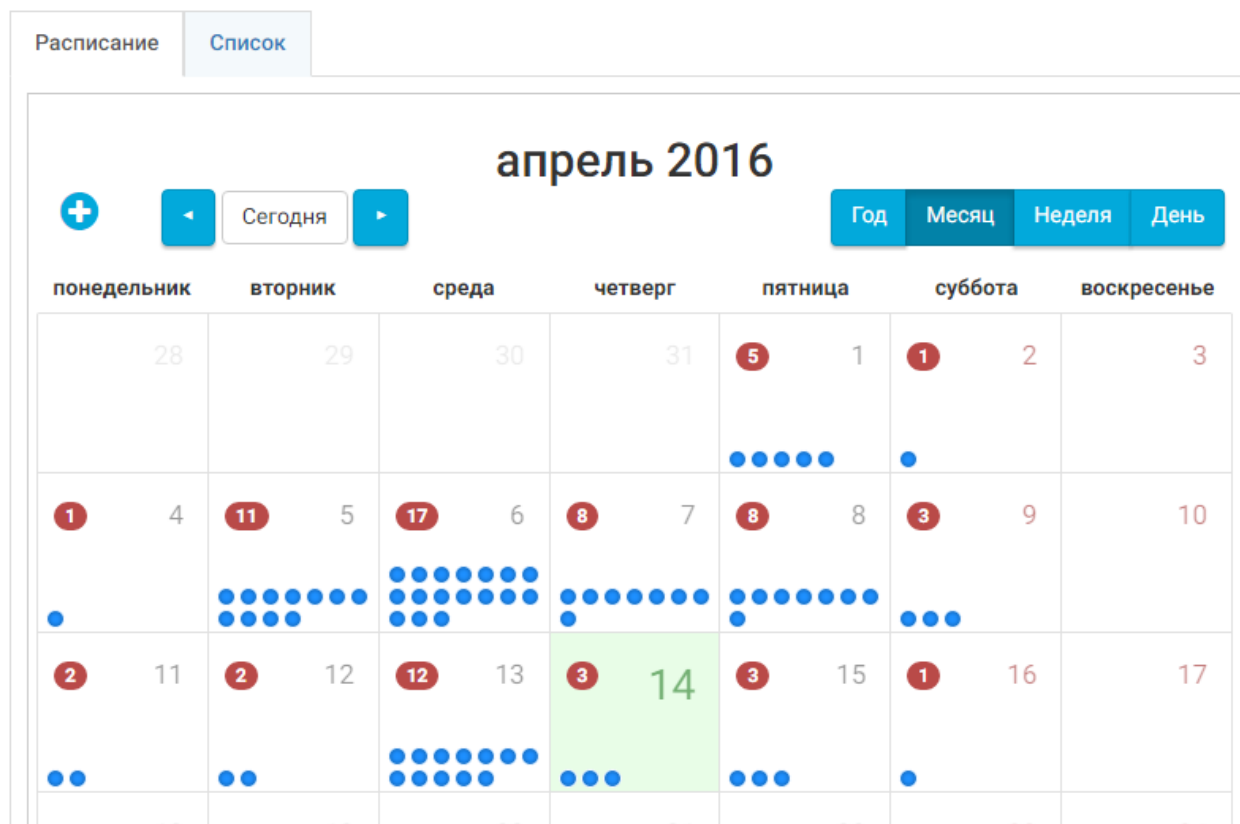 Расписание Список
апрель 2016
Сегодня Год Месяц Неделя День
понедельник вторник среда четверг пятница суббота воскресенье
28 29 30 31 5 1 1 2 3
1 4 11 5 17 6 8 7 8 8 3 9 10
2 11 2 12 12 13 3 14 3 15 1 16 17